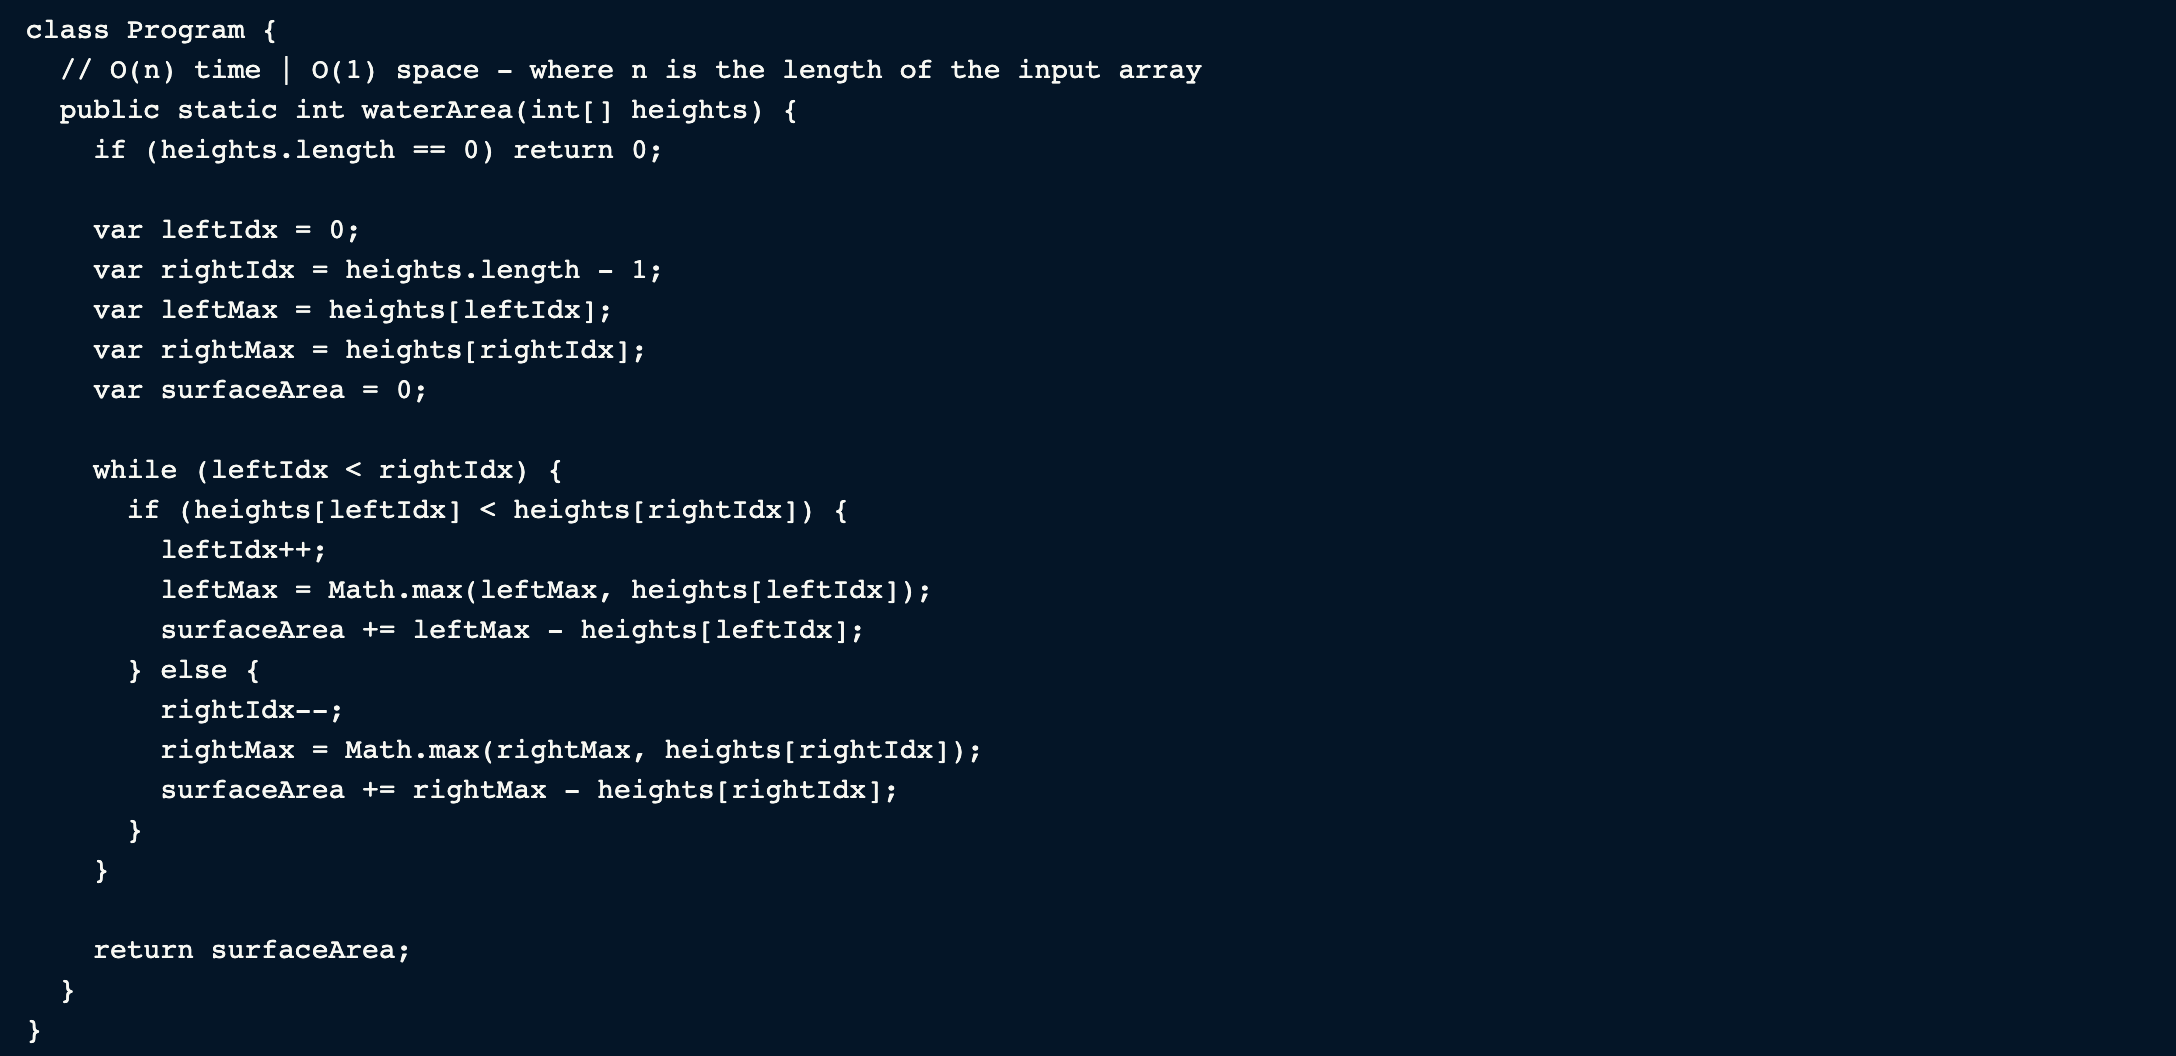 class Program {
  // O(n) time | O(1) space - where n is the length of the input array
  public static int waterArea(int[] heights) {
    if (heights.length == 0) return 0;

    var leftIdx = 0;
    var rightIdx = heights.length - 1;
    var leftMax = heights[leftIdx];
    var rightMax = heights[rightIdx];
    var surfaceArea = 0;

    while (leftIdx < rightIdx) {
      if (heights[leftIdx] < heights[rightIdx]) {
        leftIdx++;
        leftMax = Math.max(leftMax, heights[leftIdx]);
        surfaceArea += leftMax - heights[leftIdx];
      } else {
        rightIdx--;
        rightMax = Math.max(rightMax, heights[rightIdx]);
        surfaceArea += rightMax - heights[rightIdx];
      }
    }

    return surfaceArea;
  }
}